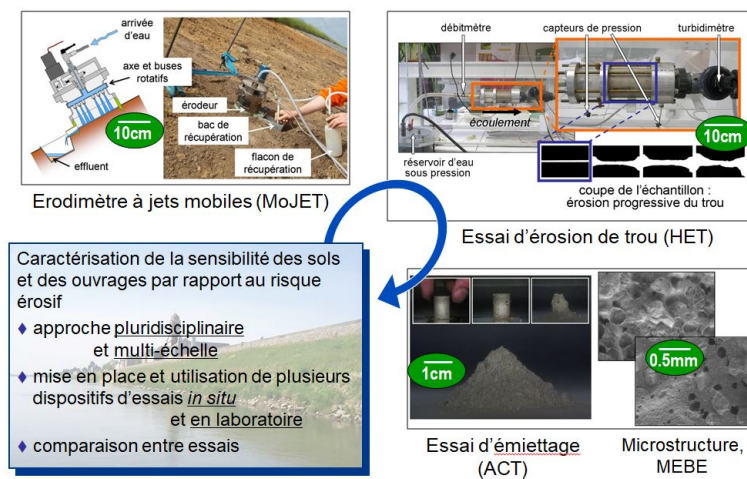 arrivée
d'eau
axe et buses
rotatifs
10cm
effluent
érodeur
bac de
récupération
flacon de
récupération
Erodimètre à jets mobiles (MoJET)
débitmètre
capteurs de pression
turbidimètre
écoulement
10cm
réservoir d'eau
sous pression
coupe de l'échantillon :
érosion progressive du trou
Essai d'érosion de trou (HET)
Caractérisation de la sensibilité des sols
et des ouvrages par rapport au risque
érosif
♦ approche pluridisciplinaire
et multi-échelle
♦ mise en place et utilisation de plusieurs
dispositifs d'essais in situ
et en laboratoire
♦ comparaison entre essais
1cm
Essai d'émiettage
(ACT)
0.5mm
Microstructure,
MEBE